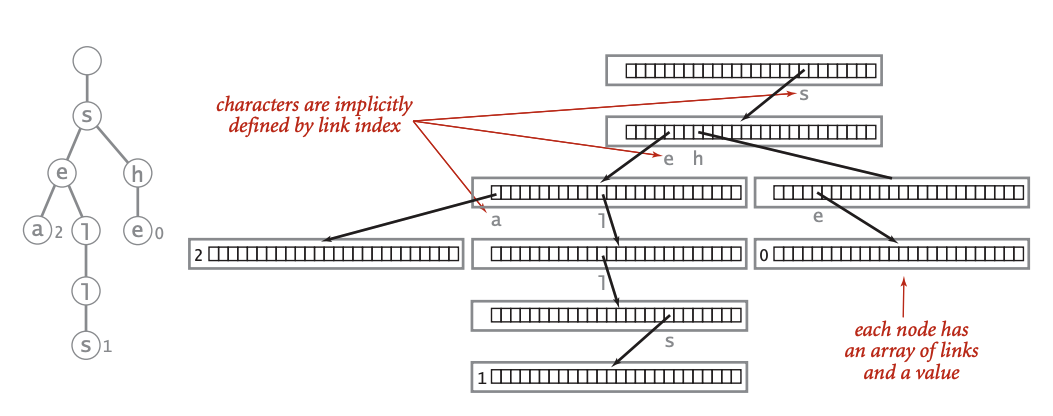 s
e h
a 2 l e 0
l
s 1
characters are implicitly
defined by link index
s
e h
a l e
2 0
l
s
1
each node has
an array of links
and a value